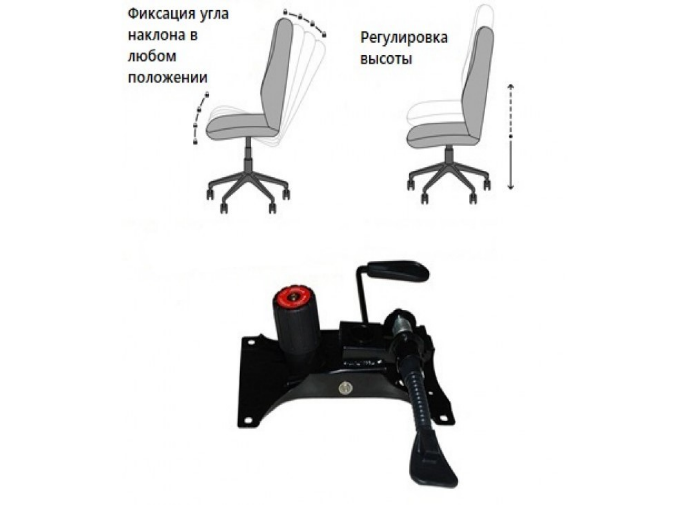 Фиксация угла
наклона в
любом
положении
Регулировка
высоты